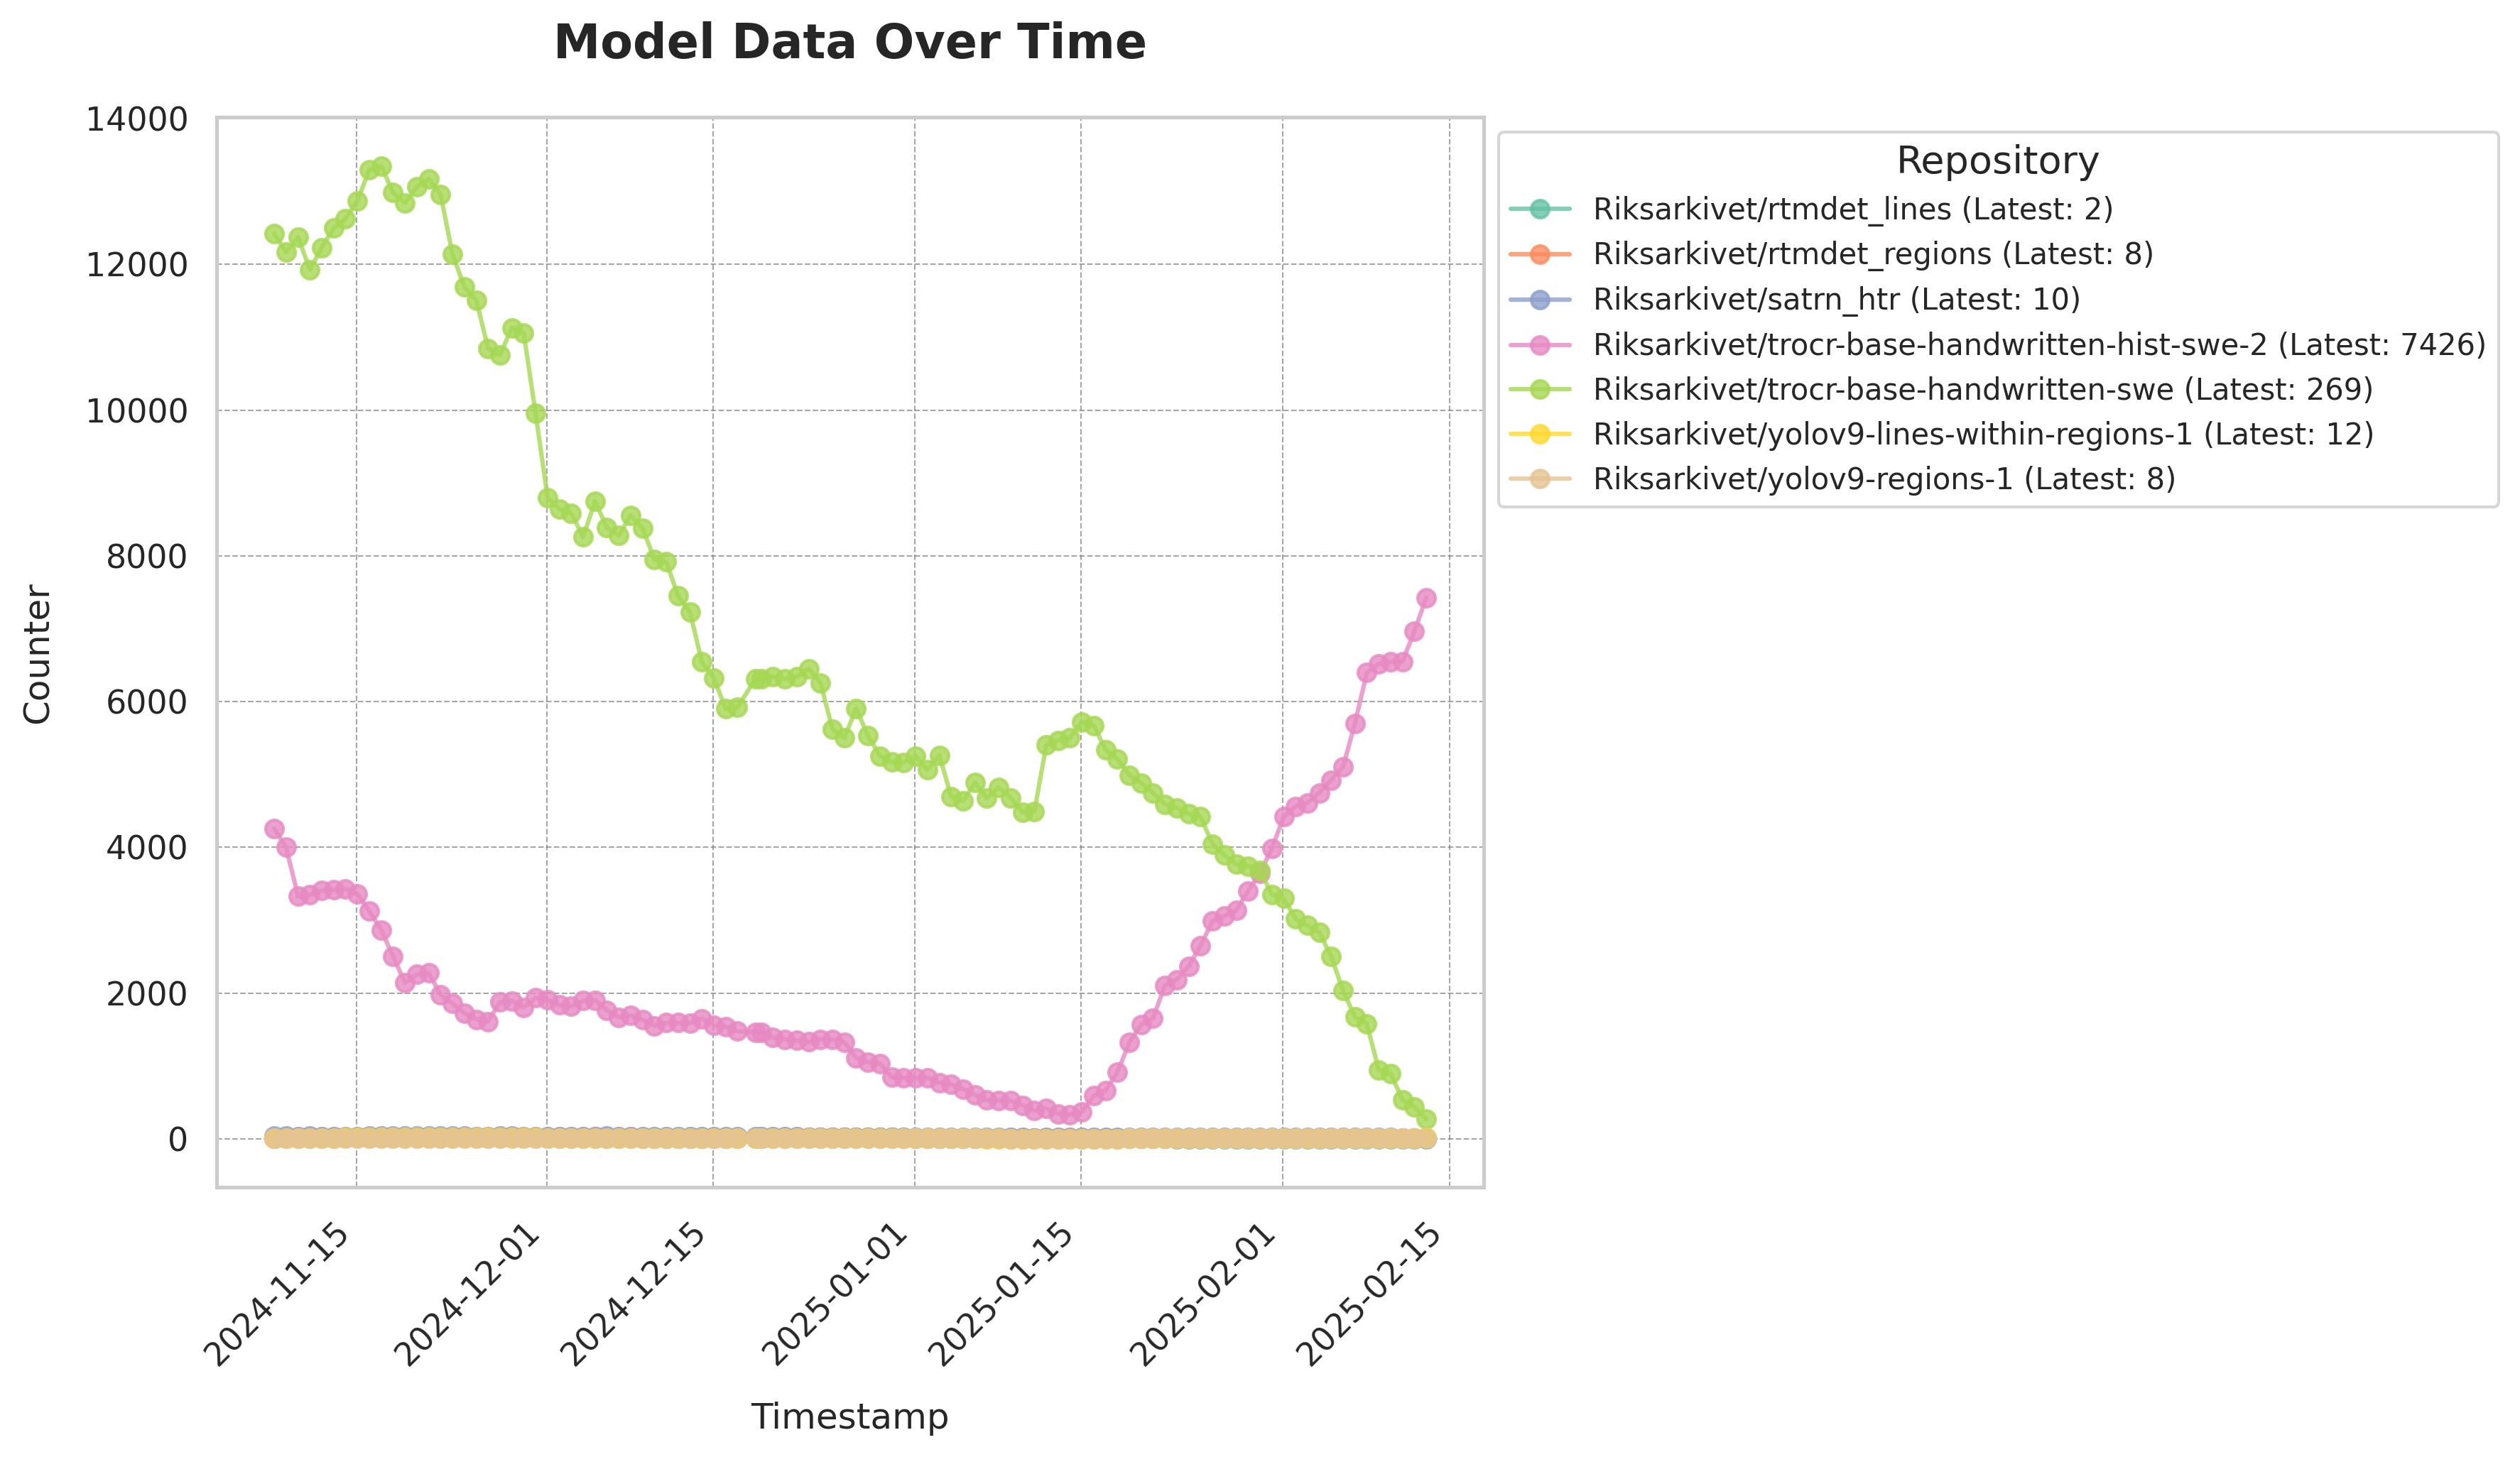 Model Data Over Time
14000
12000
10000
8000
6000
4000
2000
0
Counter
2024-11-15
2024-12-01
2024-12-15
2025-01-01
2025-01-15
2025-02-01
2025-02-15
Timestamp
Repository
Riksarkivet/rtmdet_lines (Latest: 2)
Riksarkivet/rtmdet_regions (Latest: 8)
Riksarkivet/satrn_htr (Latest: 10)
Riksarkivet/trocr-base-handwritten-hist-swe-2 (Latest: 7426)
Riksarkivet/trocr-base-handwritten-swe (Latest: 269)
Riksarkivet/yolov9-lines-within-regions-1 (Latest: 12)
Riksarkivet/yolov9-regions-1 (Latest: 8)